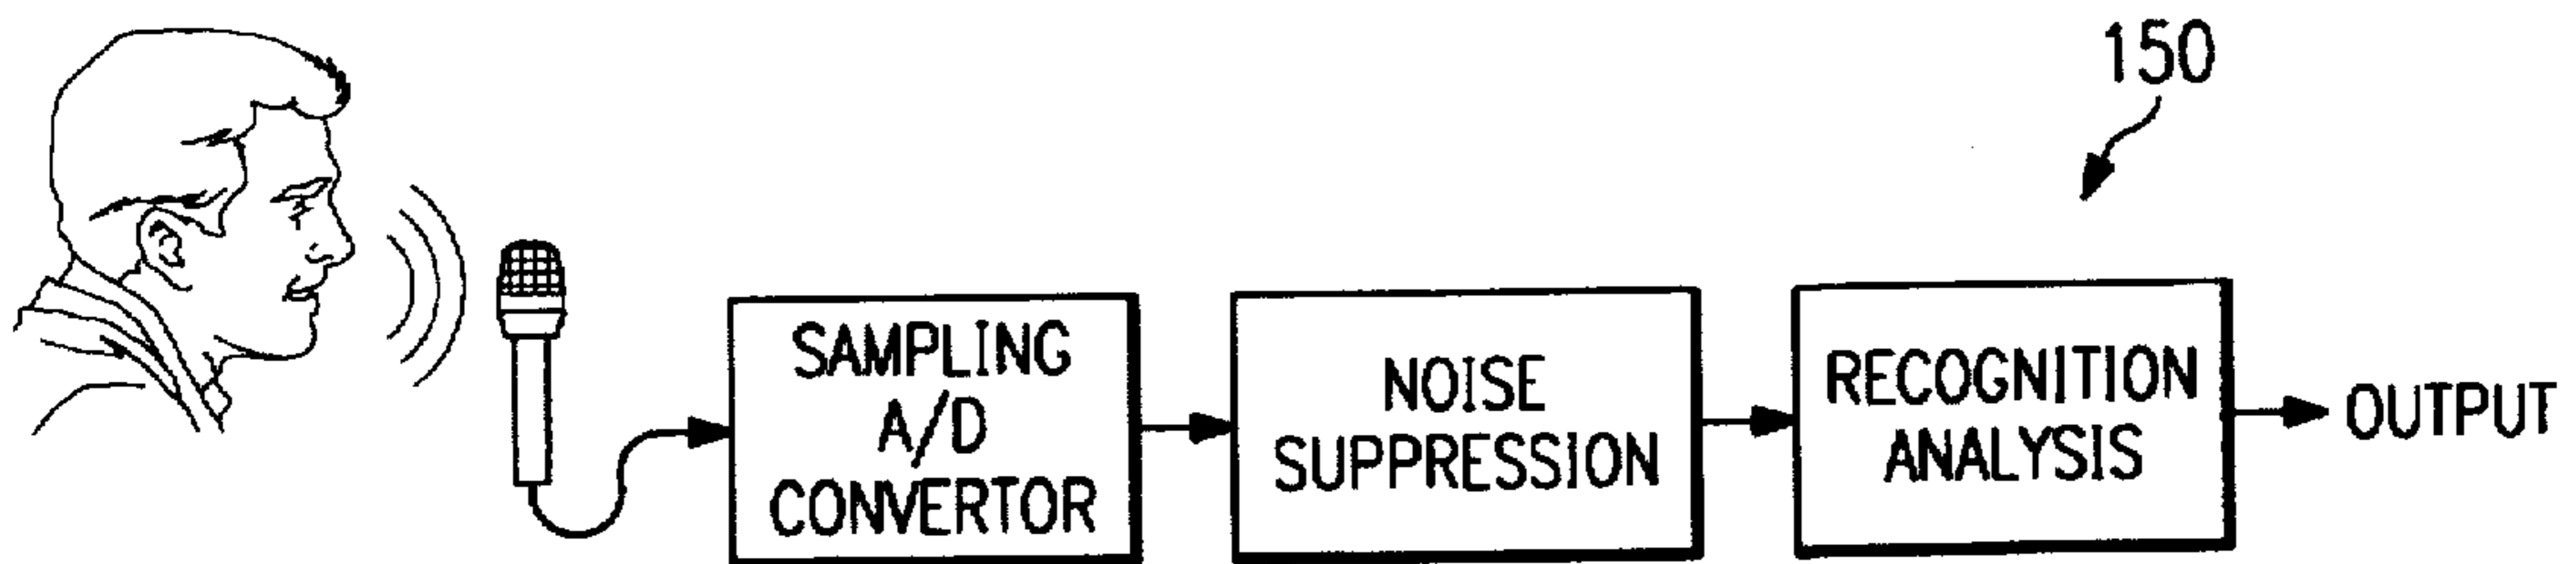 150
SAMPLING
A/D
CONVERTOR
NOISE
SUPPRESSION
RECOGNITION
ANALYSIS
OUTPUT